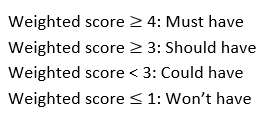 Weighted score ≥ 4: Must have
Weighted score ≥ 3: Should have
Weighted score < 3: Could have
Weighted score ≤ 1: Won’t have